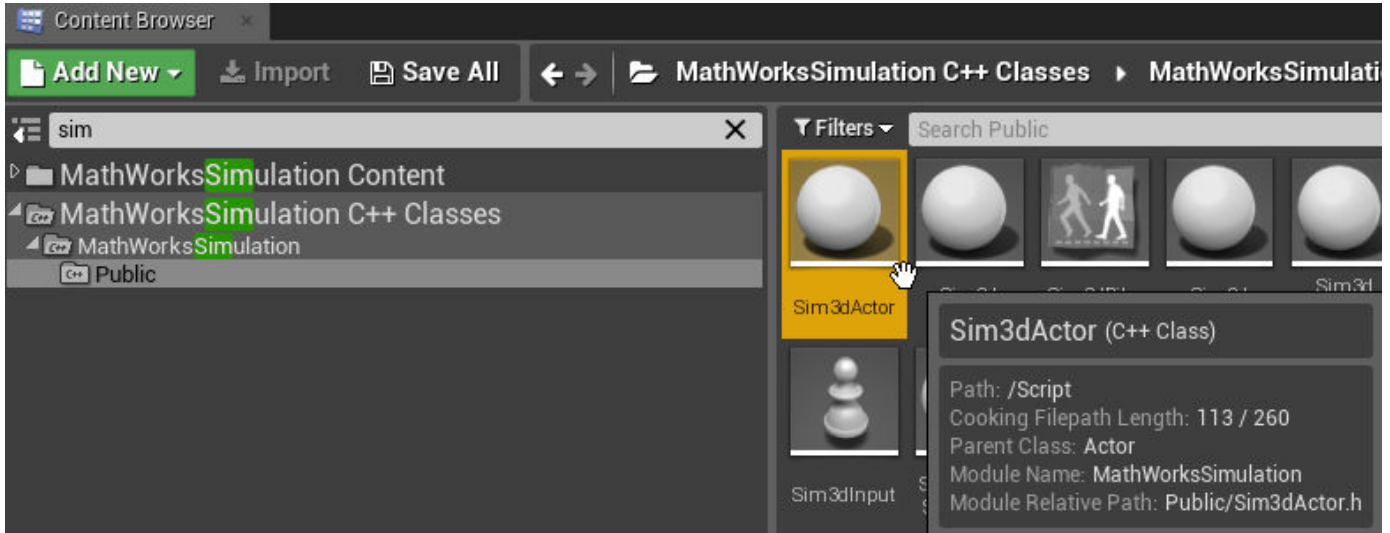 Content Browser
Add New Import Save All MathWorksSimulation C++ Classes MathWorksSimulati
sim
Filters Search Public
MathWorksSimulation Content
MathWorksSimulation C++ Classes
MathWorksSimulation
Public
Sim3dActor
Sim3d
Sim3dActor (C++ Class)
Path: /Script
Cooking Filepath Length: 113 / 260
Parent Class: Actor
Module Name: MathWorksSimulation
Module Relative Path: Public/Sim3dActor.h
Sim3dInput